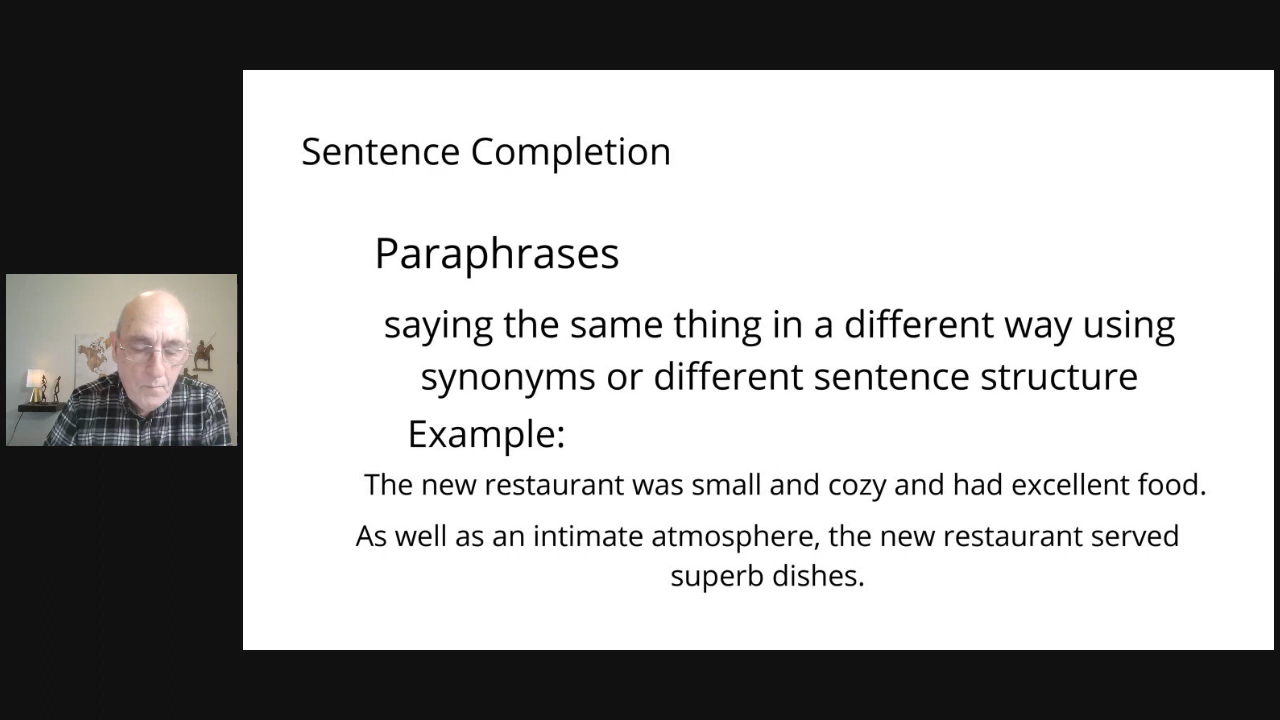 Sentence Completion
Paraphrases
saying the same thing in a different way using
synonyms or different sentence structure
Example:
The new restaurant was small and cozy and had excellent food.
As well as an intimate atmosphere, the new restaurant served
superb dishes.